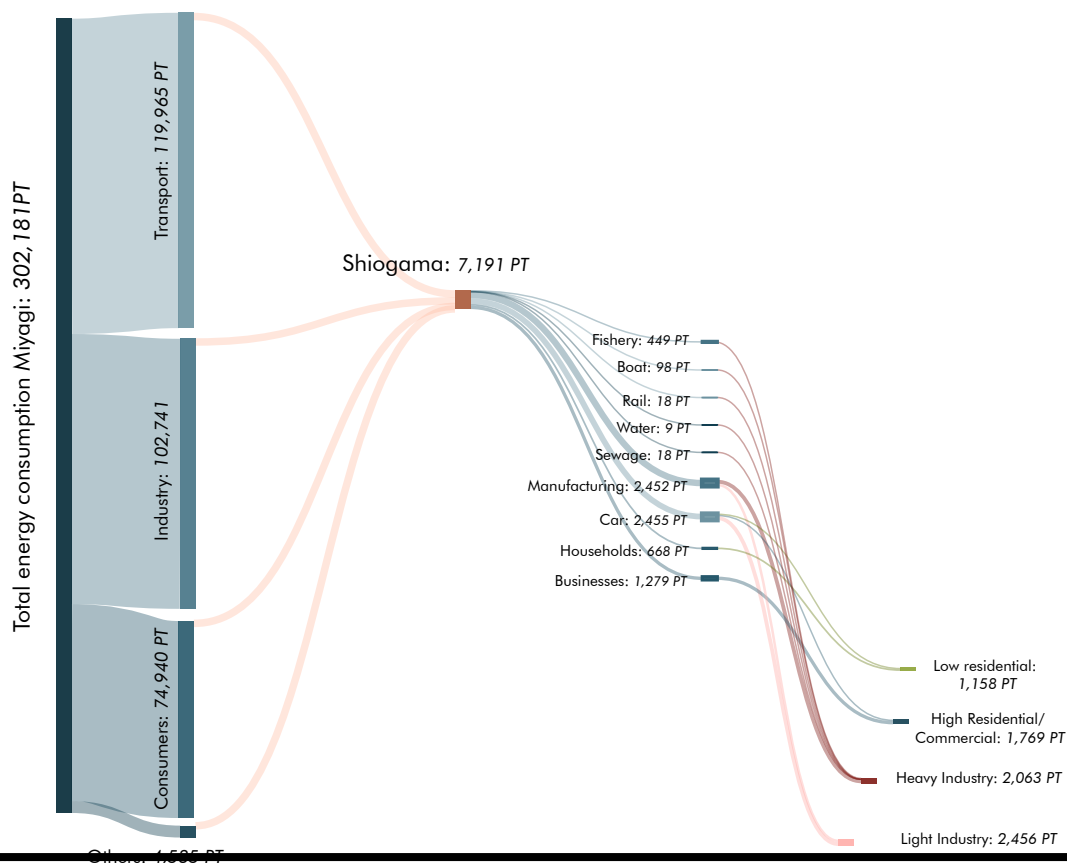 Total energy consumption Miyagi: 302,181PT
Transport: 119,965 PT
Industry: 102,741
Consumers: 74,940 PT
Others:
Shiogama: 7,191 PT
Fishery: 449 PT
Boat: 98 PT
Rail: 18 PT
Water: 9 PT
Sewage: 18 PT
Manufacturing: 2,452 PT
Car: 2,455 PT
Households: 668 PT
Businesses: 1,279 PT
Low residential:
1,158 PT
High Residential/
Commercial: 1,769 PT
Heavy Industry: 2,063 PT
Light Industry: 2,456 PT